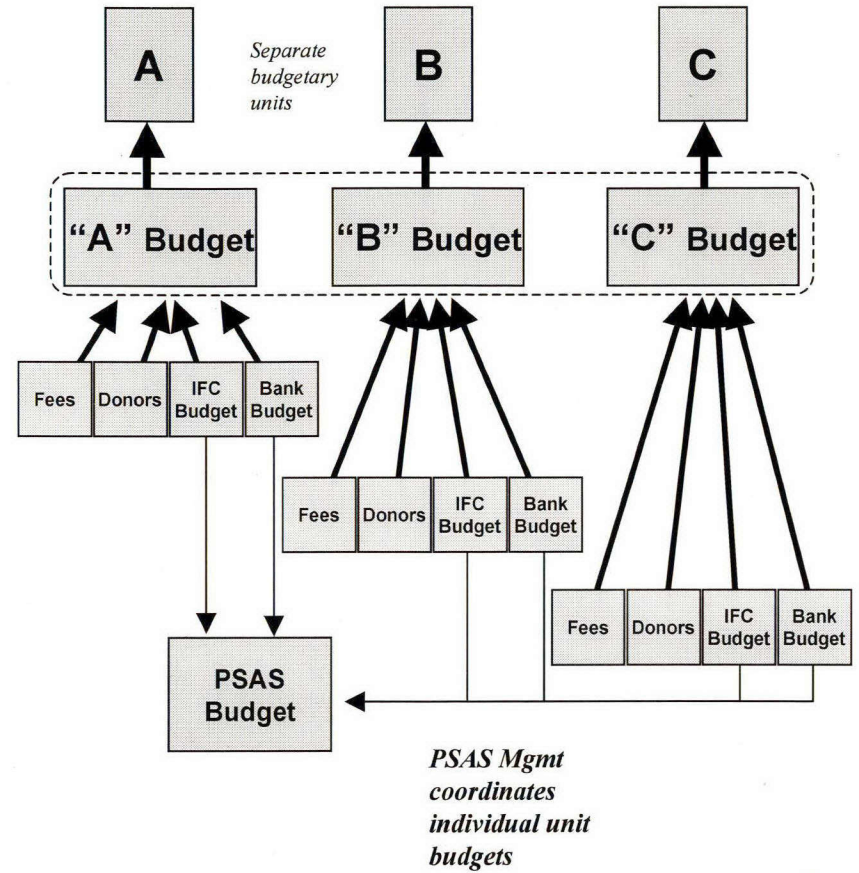 A
Separate
budgetary
units
B
C
“A” Budget
“B” Budget
“C” Budget
Fees
Donors
IFC
Budget
Bank
Budget
Fees
Donors
IFC
Budget
Bank
Budget
Fees
Donors
IFC
Budget
Bank
Budget
PSAS
Budget
PSAS Mgmt
coordinates
individual unit
budgets